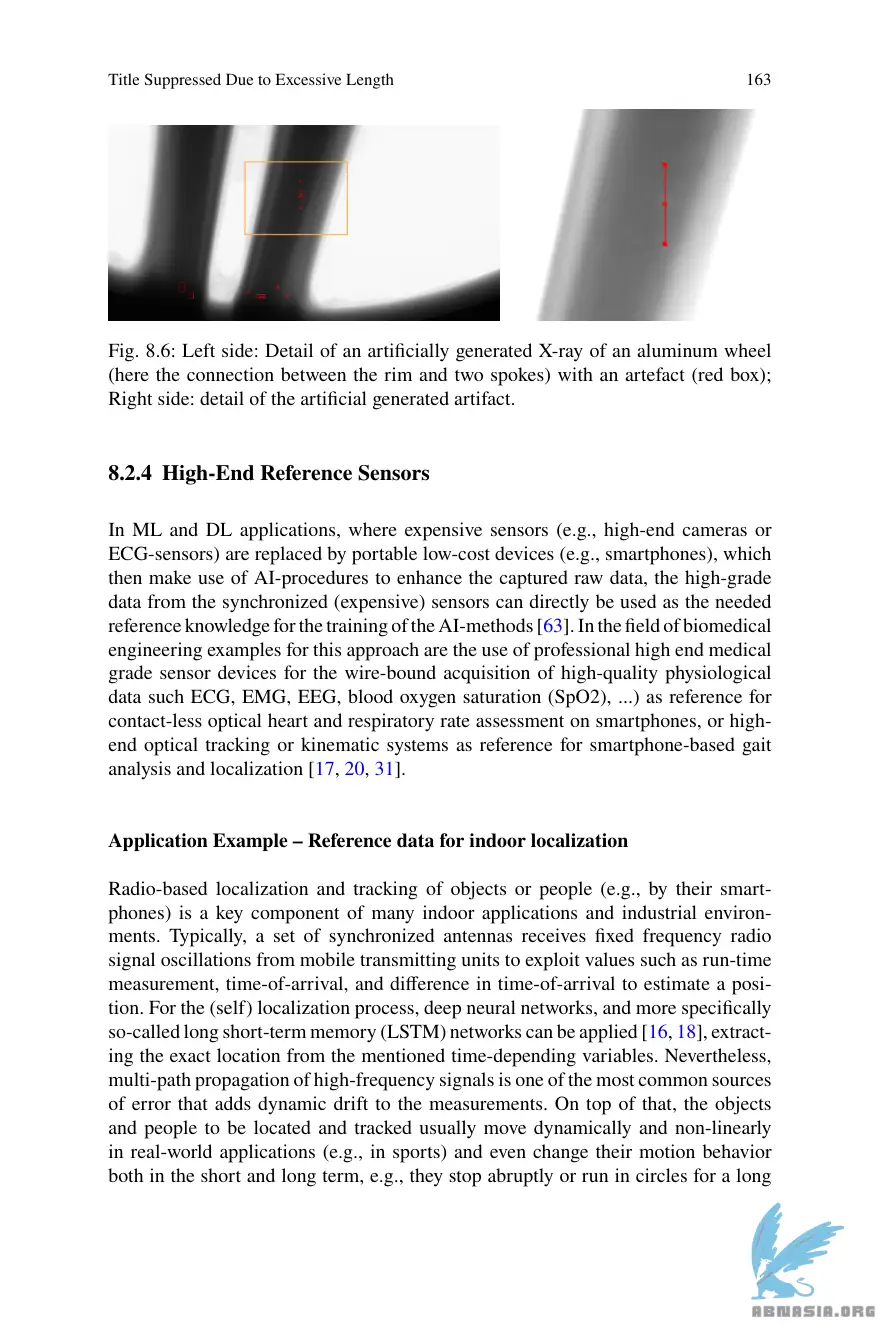 Title Suppressed Due to Excessive Length 163
Fig. 8.6: Left side: Detail of an artificially generated X-ray of an aluminum wheel
(here the connection between the rim and two spokes) with an artefact (red box);
Right side: detail of the artificial generated artifact.
8.2.4 High-End Reference Sensors
In ML and DL applications, where expensive sensors (e.g., high-end cameras or
ECG-sensors) are replaced by portable low-cost devices (e.g., smartphones), which
then make use of AI-procedures to enhance the captured raw data, the high-grade
data from the synchronized (expensive) sensors can directly be used as the needed
reference knowledge for the training of the AI-methods [63]. In the field of biomedical
engineering examples for this approach are the use of professional high end medical
grade sensor devices for the wire-bound acquisition of high-quality physiological
data such ECG, EMG, EEG, blood oxygen saturation (SpO2), ...) as reference for
contact-less optical heart and respiratory rate assessment on smartphones, or high-
end optical tracking or kinematic systems as reference for smartphone-based gait
analysis and localization [17, 20, 31].
Application Example – Reference data for indoor localization
Radio-based localization and tracking of objects or people (e.g., by their smart-
phones) is a key component of many indoor applications and industrial environ-
ments. Typically, a set of synchronized antennas receives fixed frequency radio
signal oscillations from mobile transmitting units to exploit values such as run-time
measurement, time-of-arrival, and difference in time-of-arrival to estimate a posi-
tion. For the (self) localization process, deep neural networks, and more specifically
so-called long short-term memory (LSTM) networks can be applied [16, 18], extract-
ing the exact location from the mentioned time-depending variables. Nevertheless,
multi-path propagation of high-frequency signals is one of the most common sources
of error that adds dynamic drift to the measurements. On top of that, the objects
and people to be located and tracked usually move dynamically and non-linearly
in real-world applications (e.g., in sports) and even change their motion behavior
both in the short and long term, e.g., they stop abruptly or run in circles for a long
ABNASIA.ORG